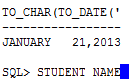 TO_CHAR(TO_DATE('
-----------------
JANUARY   21,2013
SQL> STUDENT NAME